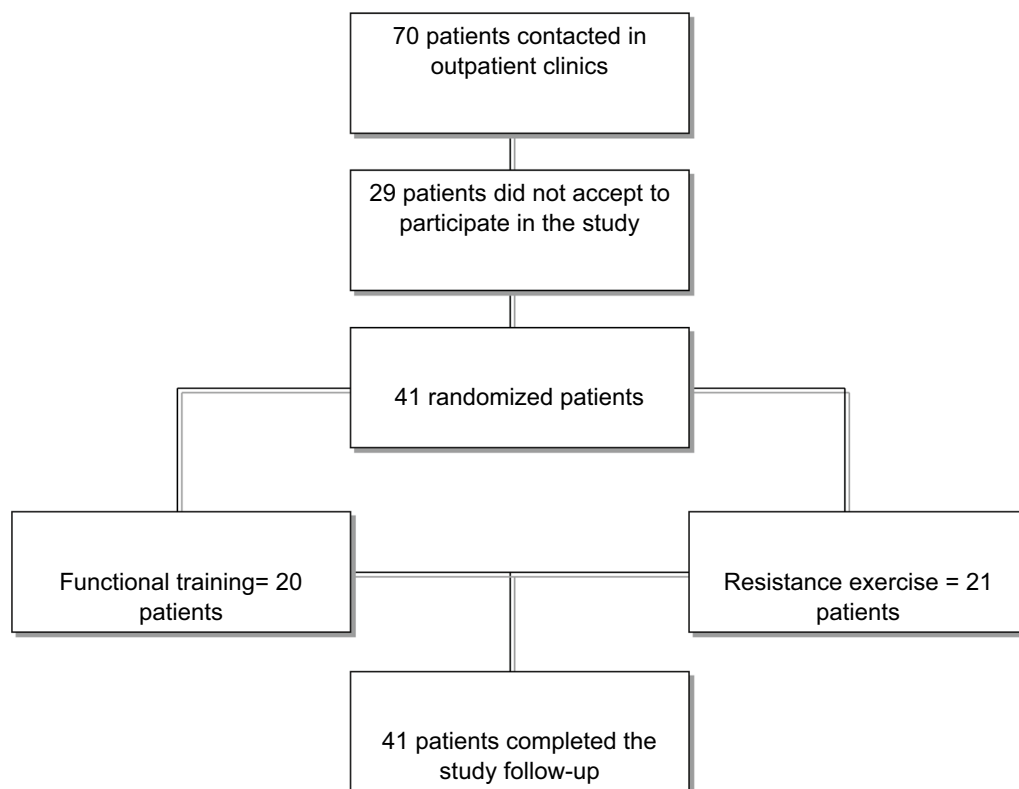 70 patients contacted in
outpatient clinics
29 patients did not accept to
participate in the study
41 randomized patients
Functional training= 20
patients
Resistance exercise = 21
patients
41 patients completed the
study follow-up